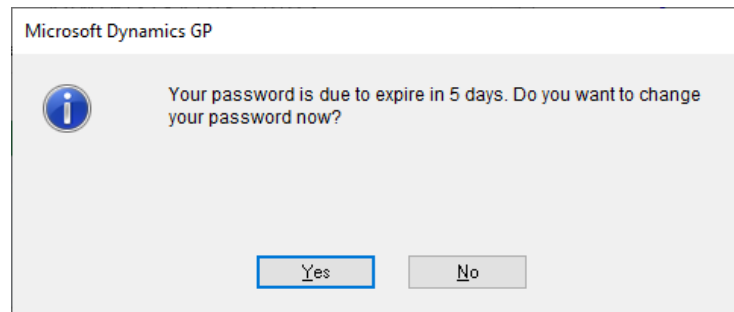 Microsoft Dynamics GP
Your password is due to expire in 5 days. Do you want to change
your password now?
Yes
No